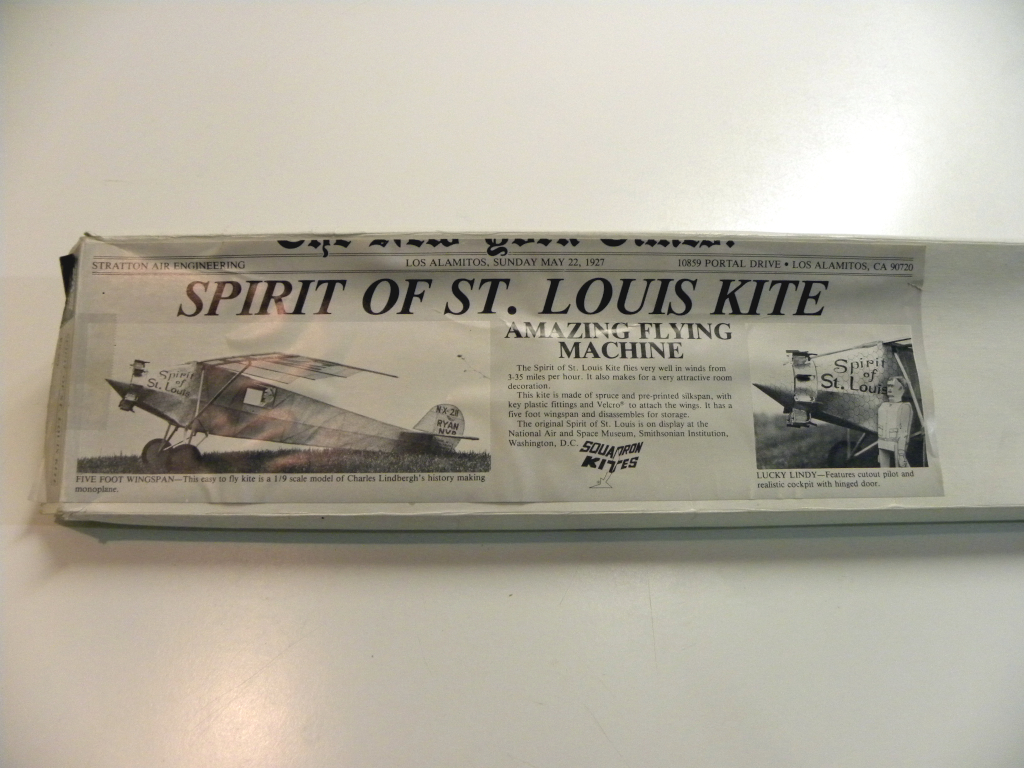 The New York Times.
STRATTON AIR ENGINEERING
LOS ALAMITOS, SUNDAY MAY 22, 1927
10859 PORTAL DRIVE • LOS ALAMITOS, CA 90720
SPIRIT OF ST. LOUIS KITE
Spirit
of
St. Louis
N-X-211
RYAN
NYP
FIVE FOOT WINGSPAN—This easy to fly kite is a 1/9 scale model of Charles Lindbergh's history making
monoplane.
AMAZING FLYING
MACHINE
The Spirit of St. Louis Kite flies very well in winds from
3-35 miles per hour. It also makes for a very attractive room
decoration.
This kite is made of spruce and pre-printed silkspan, with
key plastic fittings and Velcro® to attach the wings. It has a
five foot wingspan and disassembles for storage.
The original Spirit of St. Louis is on display at the
National Air and Space Museum, Smithsonian Institution,
Washington, D.C.
SQUADRON
KITES
Spirit
of
St. Louis
LUCKY LINDY—Features cutout pilot and
realistic cockpit with hinged door.